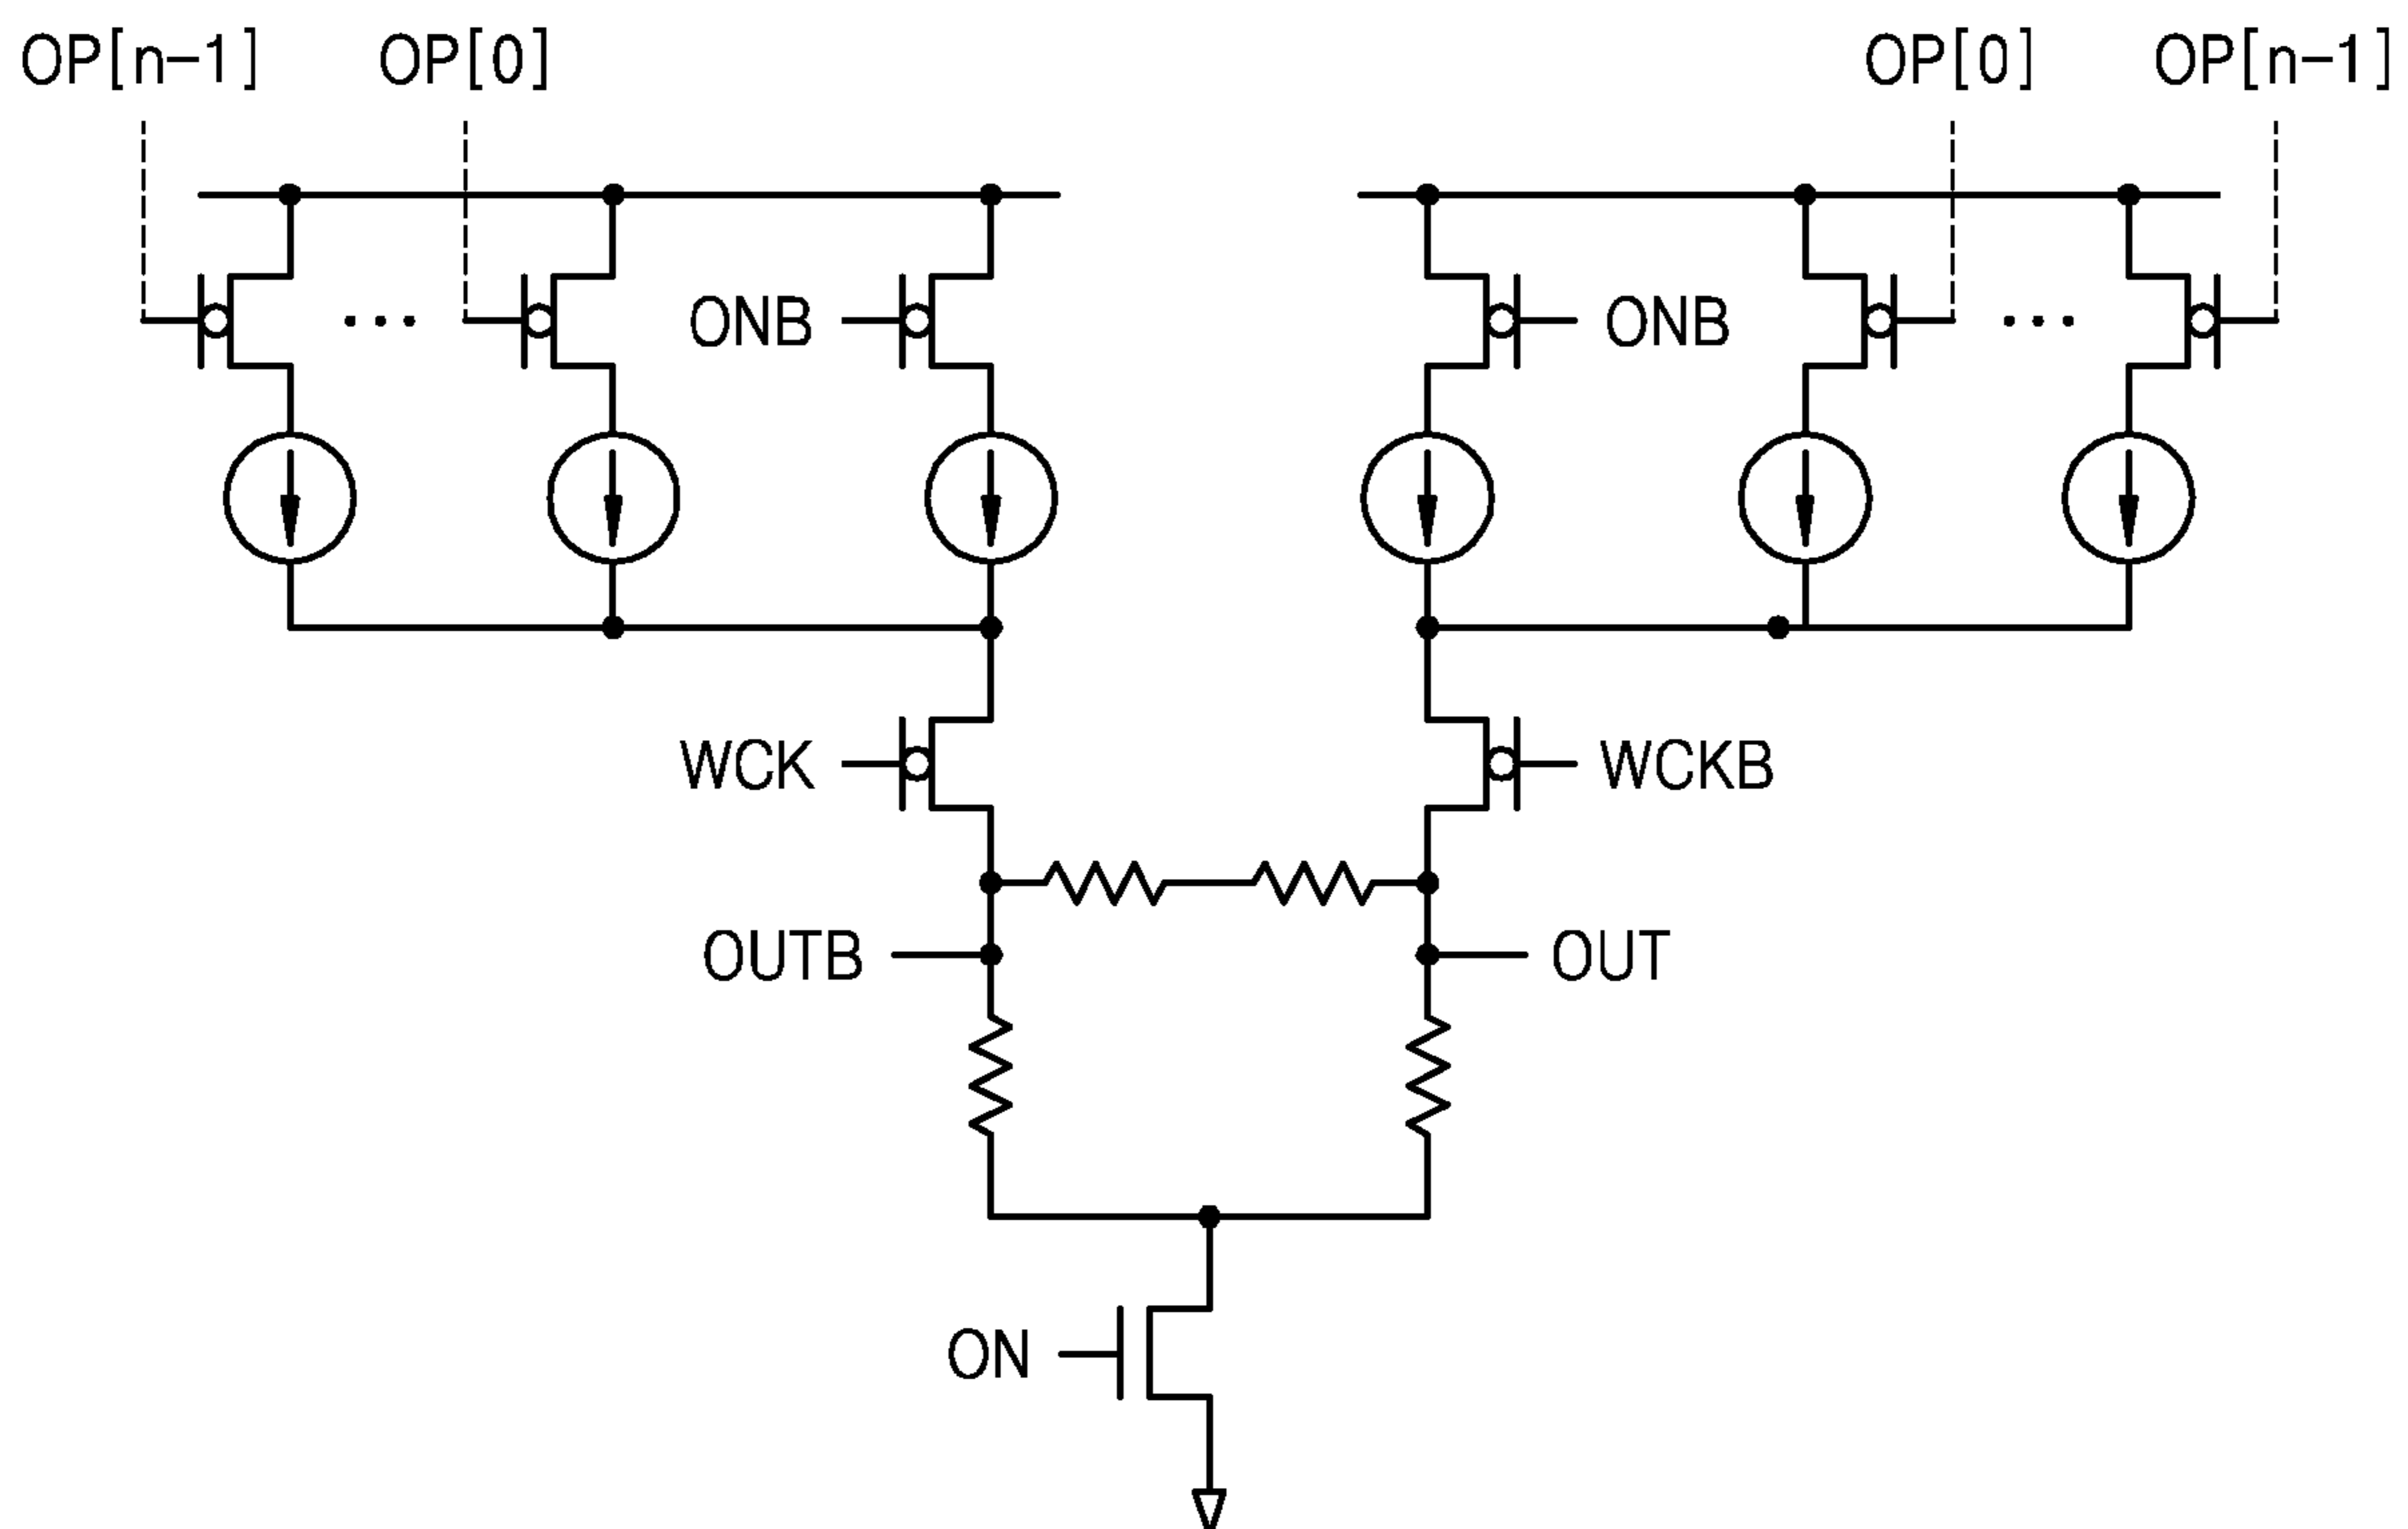 OP[n-1] OP[0] OP[0] OP[n-1]
ONB ONB
WCK WCKB
OUTB OUT
ON